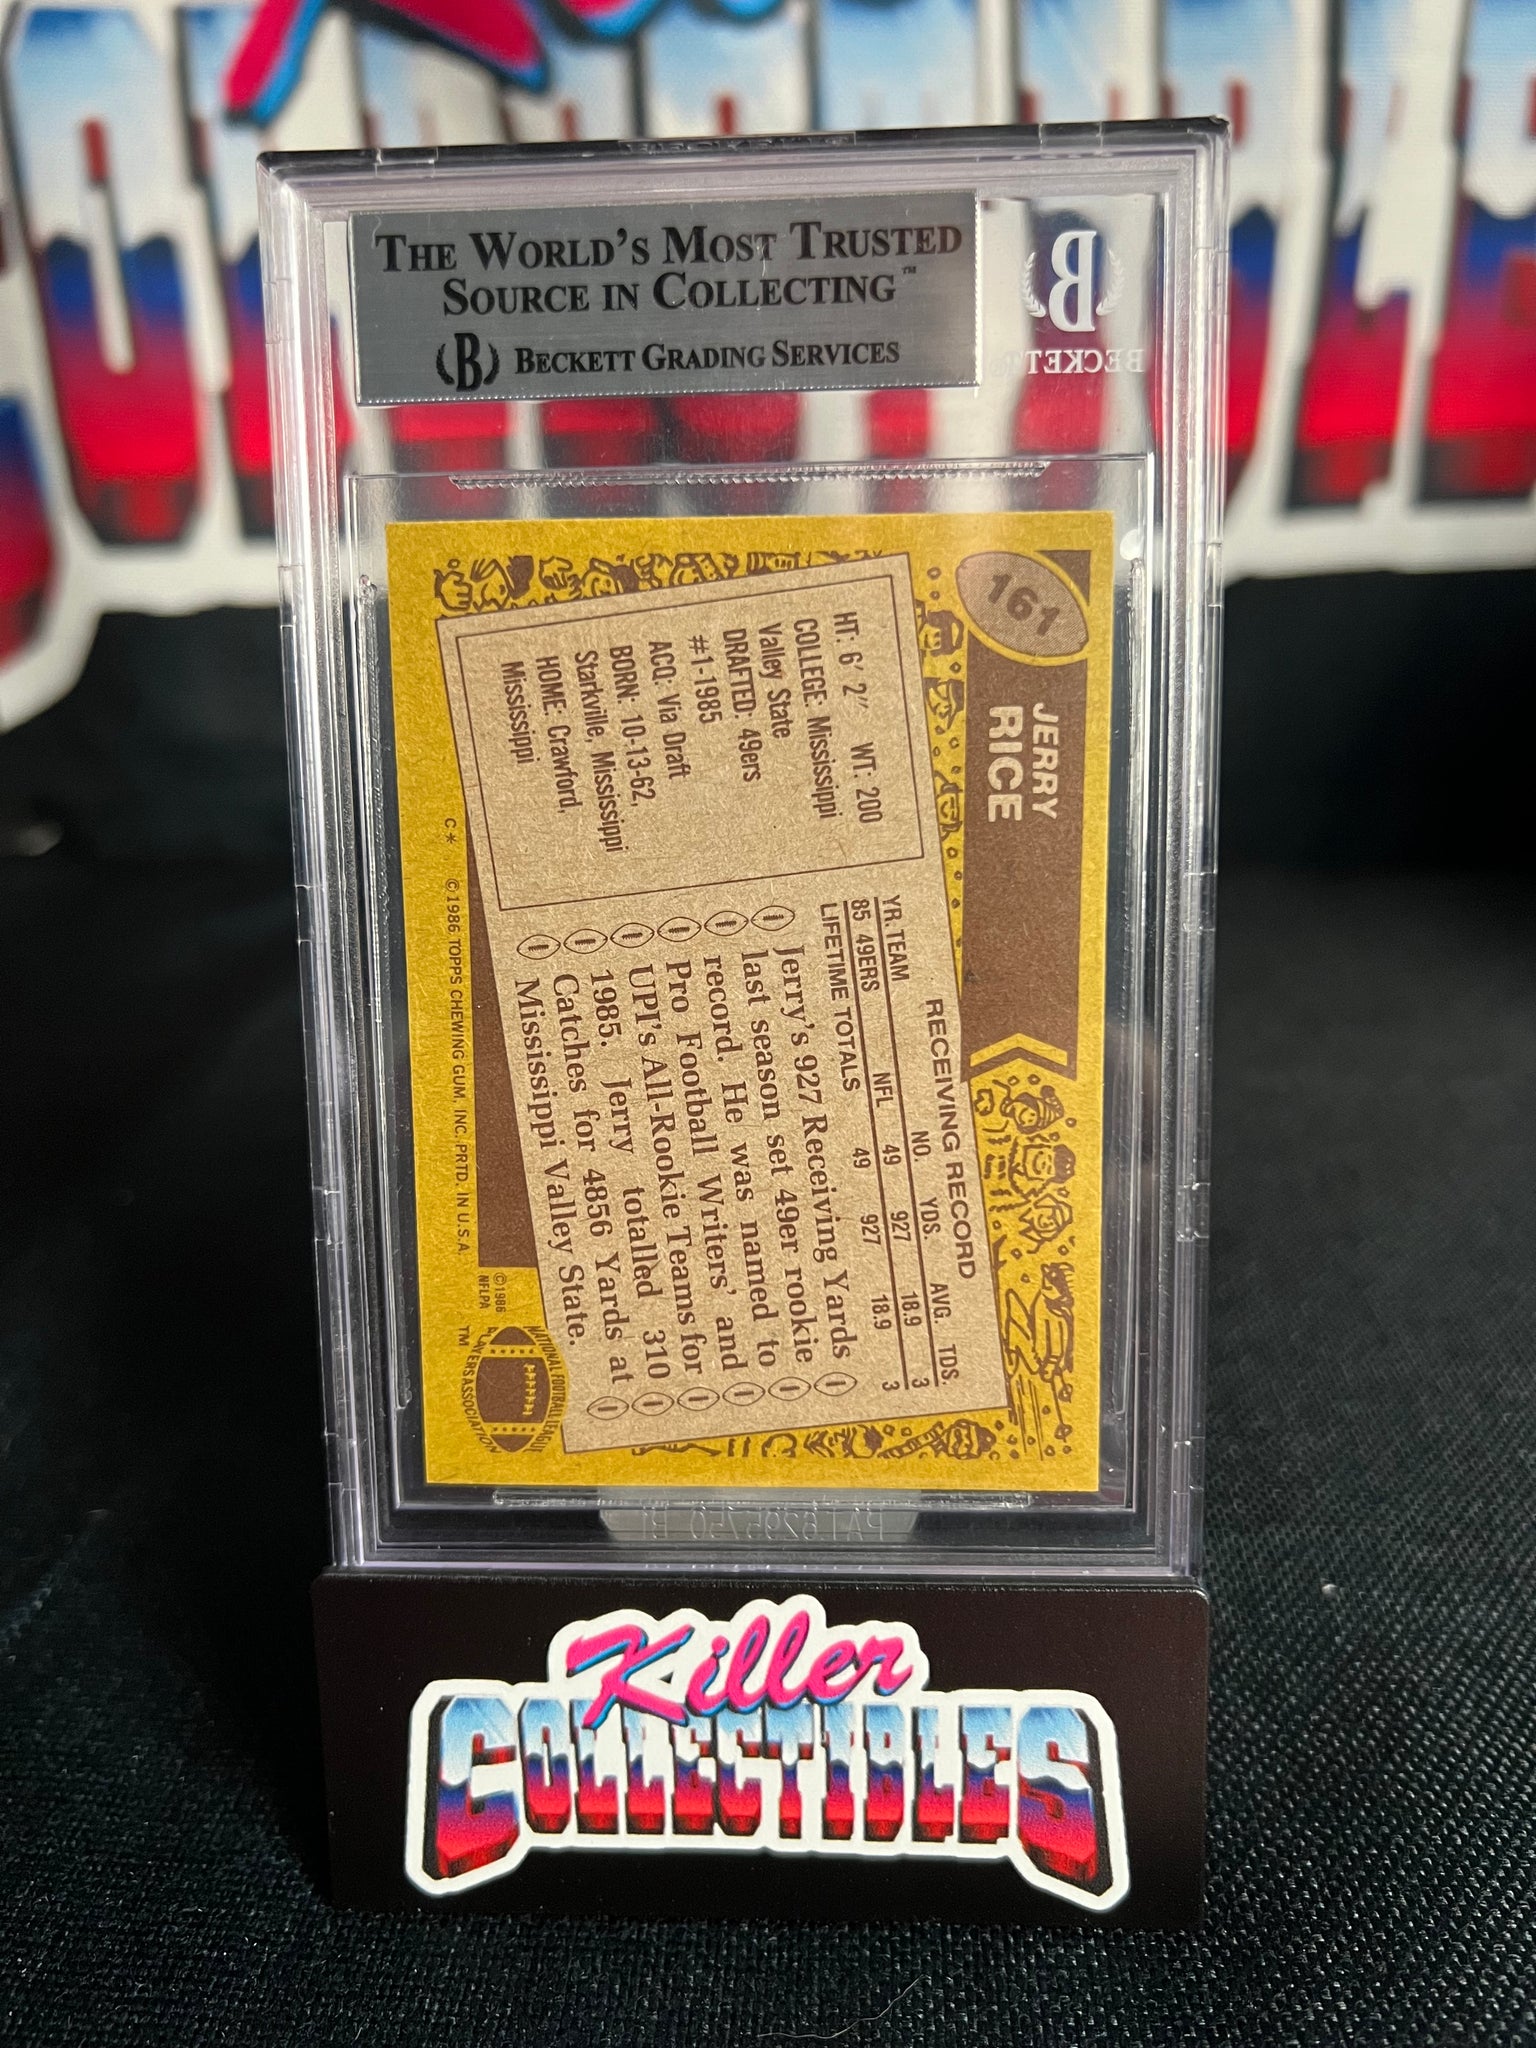 THE WORLD'S MOST TRUSTED
SOURCE IN COLLECTING™
B BECKETT GRADING SERVICES
B
BECKETT
161
JERRY
RICE
HT: 6' 2" WT: 200
COLLEGE: Mississippi
Valley State
DRAFTED: 49ers
#1-1985
ACQ: Via Draft
BORN: 10-13-62,
Starkville, Mississippi
HOME: Crawford,
Mississippi
RECEIVING RECORD
YR. TEAM NFL NO. YDS. AVG. TDS.
85 49ERS 49 927 18.9 3
LIFETIME TOTALS 49 927 18.9 3
Jerry's 927 Receiving Yards
last season set 49er rookie
record. He was named to
Pro Football Writers' and
UPI's All-Rookie Teams for
1985. Jerry totalled 310
Catches for 4856 Yards at
Mississippi Valley State.
C* ©1986 TOPPS CHEWING GUM, INC. PRTD. IN U.S.A.
©1986
NFLPA
NATIONAL FOOTBALL LEAGUE
PLAYERS ASSOCIATION
TM
Killer
COLLECTIBLES